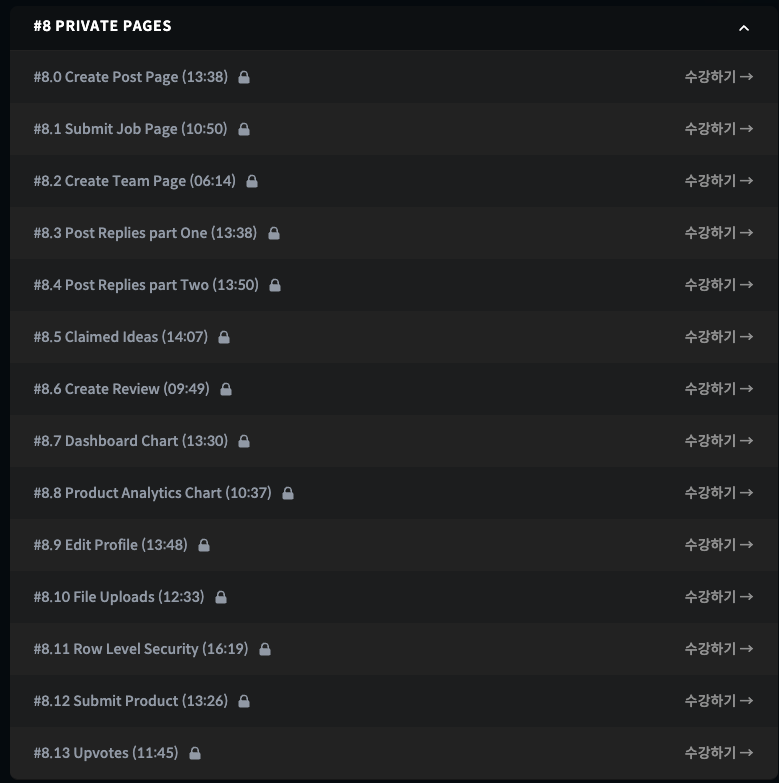 #8 PRIVATE PAGES
#8.0 Create Post Page (13:38) 수강하기 →
#8.1 Submit Job Page (10:50) 수강하기 →
#8.2 Create Team Page (06:14) 수강하기 →
#8.3 Post Replies part One (13:38) 수강하기 →
#8.4 Post Replies part Two (13:50) 수강하기 →
#8.5 Claimed Ideas (14:07) 수강하기 →
#8.6 Create Review (09:49) 수강하기 →
#8.7 Dashboard Chart (13:30) 수강하기 →
#8.8 Product Analytics Chart (10:37) 수강하기 →
#8.9 Edit Profile (13:48) 수강하기 →
#8.10 File Uploads (12:33) 수강하기 →
#8.11 Row Level Security (16:19) 수강하기 →
#8.12 Submit Product (13:26) 수강하기 →
#8.13 Upvotes (11:45) 수강하기 →